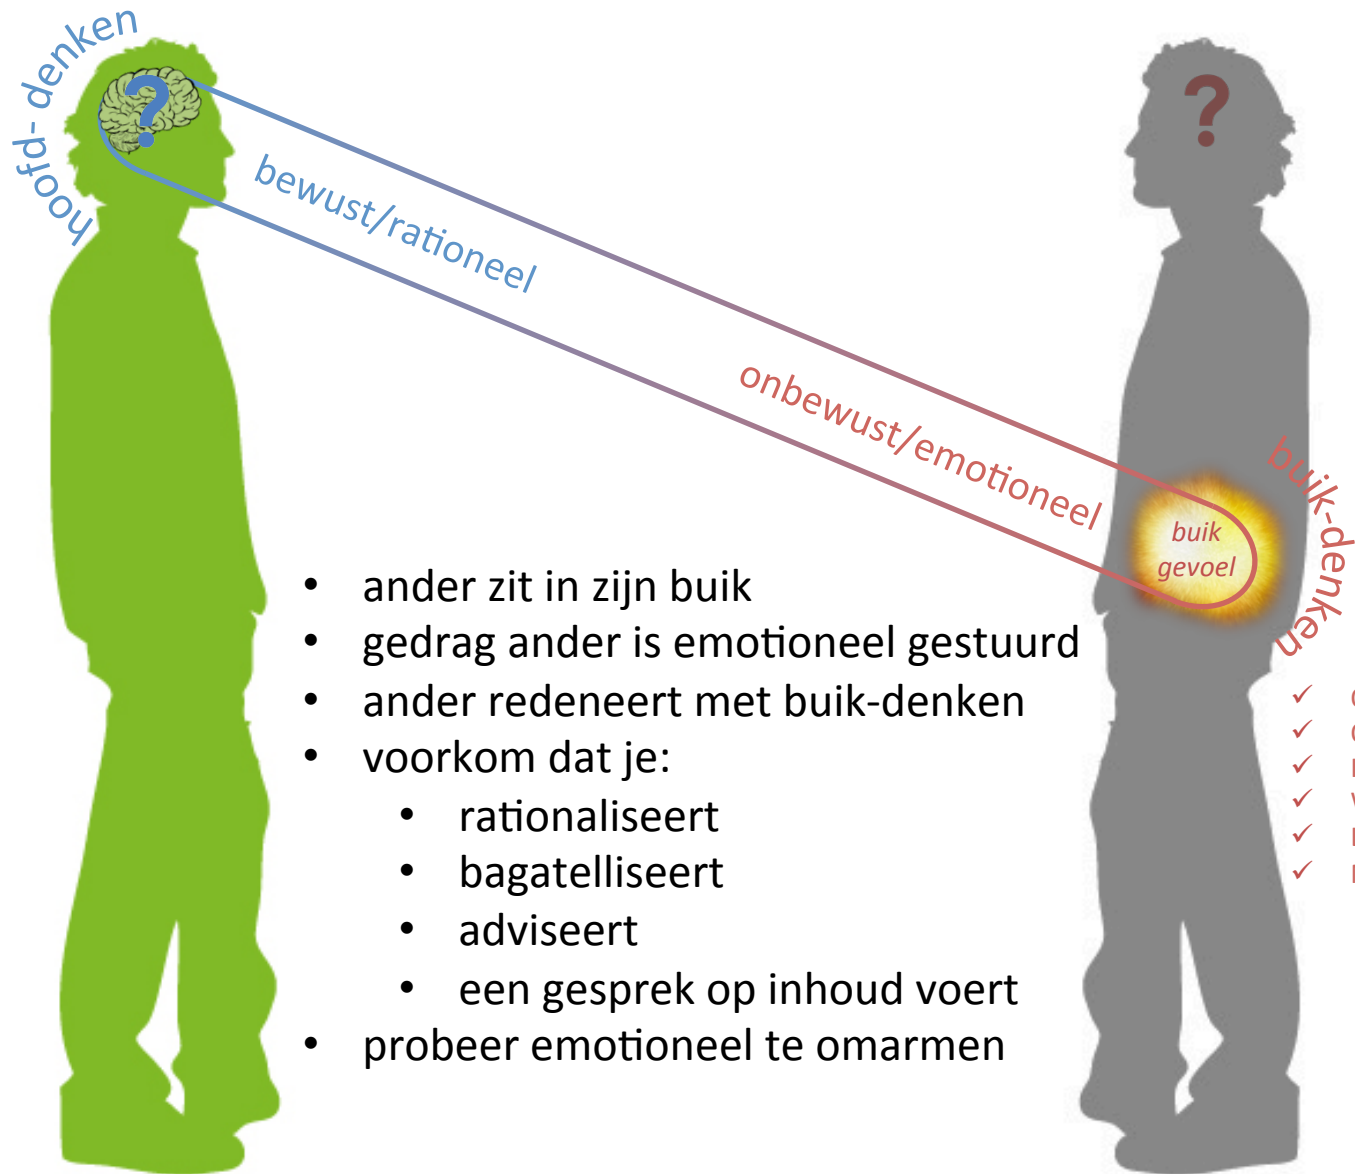 hoofd- denken
?
?
bewust/rationeel
onbewust/emotioneel
buik-denken
buik
gevoel
• ander zit in zijn buik
• gedrag ander is emotioneel gestuurd
• ander redeneert met buik-denken
• voorkom dat je:
• rationaliseert
• bagatelliseert
• adviseert
• een gesprek op inhoud voert
• probeer emotioneel te omarmen